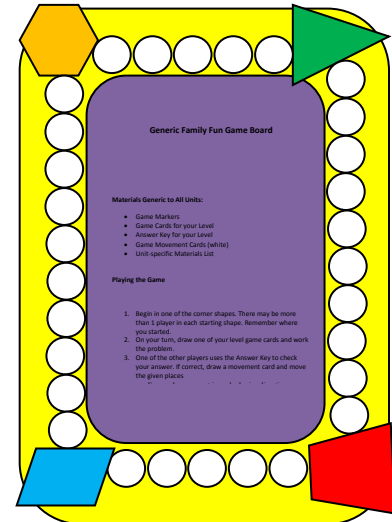 Generic Family Fun Game Board
Materials Generic to All Units:
• Game Markers
• Game Cards for your Level
• Answer Key for your Level
• Game Movement Cards (white)
• Unit-specific Materials List
Playing the Game
1. Begin in one of the corner shapes. There may be more
than 1 player in each starting shape. Remember where
you started.
2. On your turn, draw one of your level game cards and work
the problem.
3. One of the other players uses the Answer Key to check
your answer. If correct, draw a movement card and move
the given places